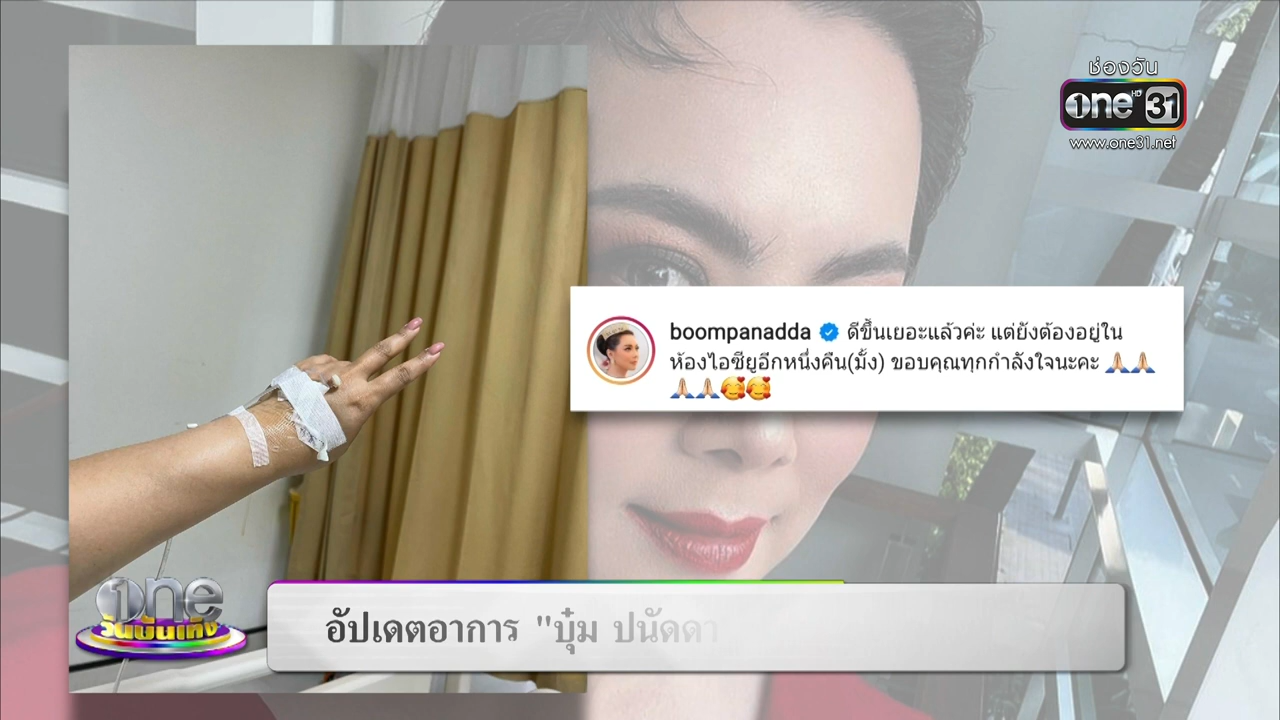 ช่องวัน
one HD 31
www.one31.net
boompanadda ดีขึ้นเยอะแล้วค่ะ แต่ยังต้องอยู่ใน
ห้องไอซียูอีกหนึ่งคืน(มั้ง) ขอบคุณทุกกำลังใจนะคะ 🙏🏻🙏🏻
🙏🏻🙏🏻🥰🥰
one
วันบันเทิง
อัปเดตอาการ "บุ๋ม ปนัดดา